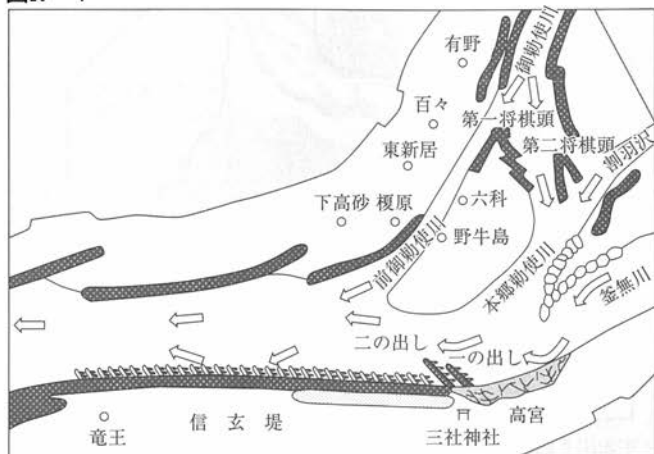 有野
御勅使川
百々
第一将棋頭
東新居
第二将棋頭
割羽沢
下高砂
榎原
六科
野牛島
前御勅使川
本郷勅使川
釜無川
二の出し
一の出し
竜王
信玄堤
三社神社
高宮